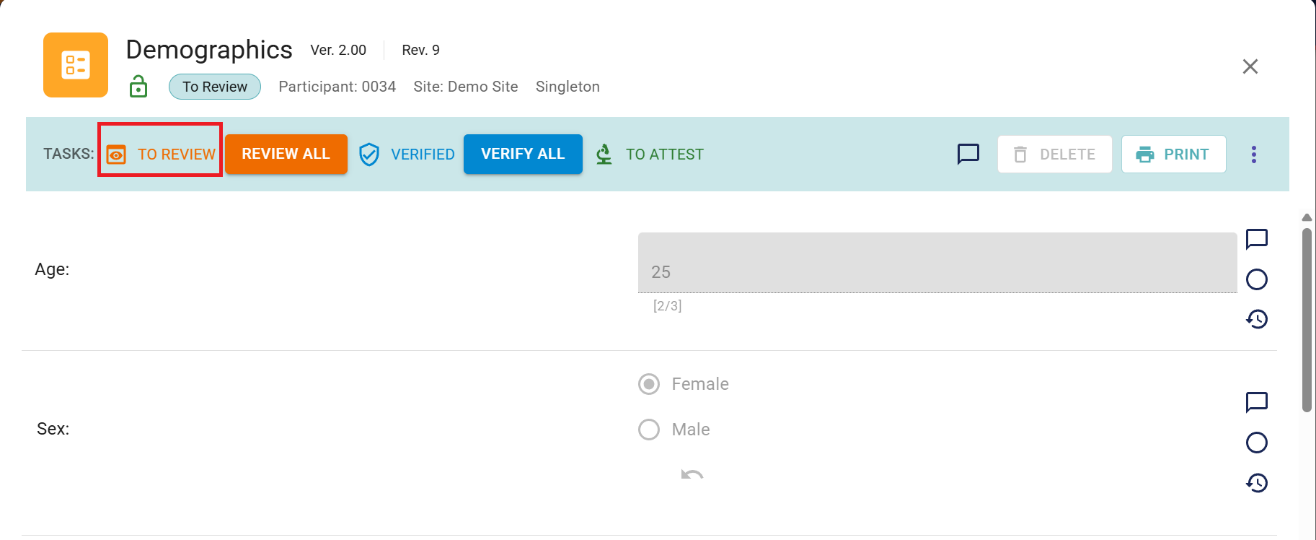 Demographics Ver. 2.00 Rev. 9
To Review Participant: 0034 Site: Demo Site Singleton
TASKS: TO REVIEW REVIEW ALL VERIFIED VERIFY ALL TO ATTEST DELETE PRINT
Age:
25
[2/3]
Female
Sex:
Male